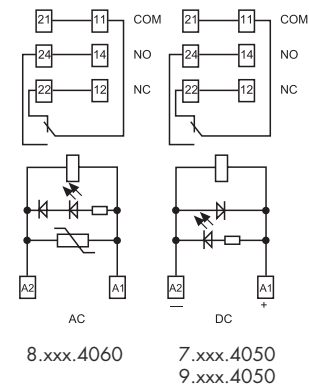 21 11 COM 21 11 COM
24 14 NO 24 14 NO
22 12 NC 22 12 NC
A2 A1 A2 A1
— +
AC DC
8.xxx.4060 7.xxx.4050
9.xxx.4050